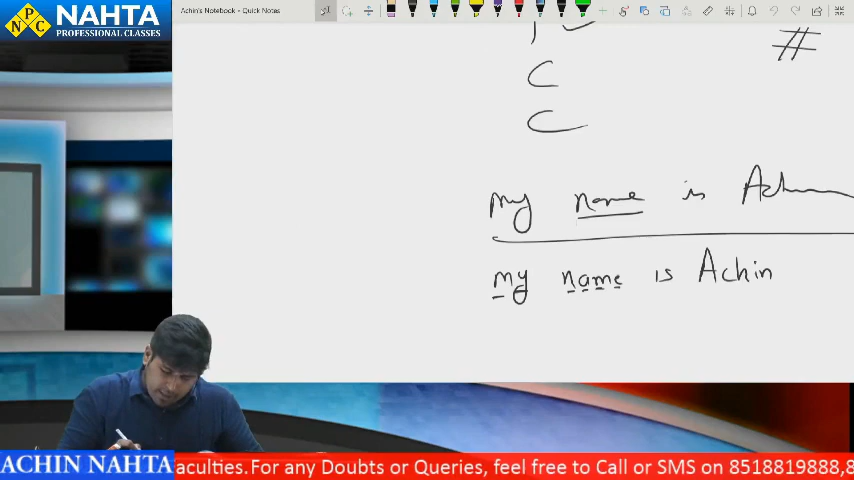 NPC NAHTA
PROFESSIONAL CLASSES
Achin's Notebook • Quick Notes
#
C
C
my name is Achin
my name is Achin
ACHIN NAHTA
aculties.For any Doubts or Queries, feel free to Call or SMS on 8518819888,8